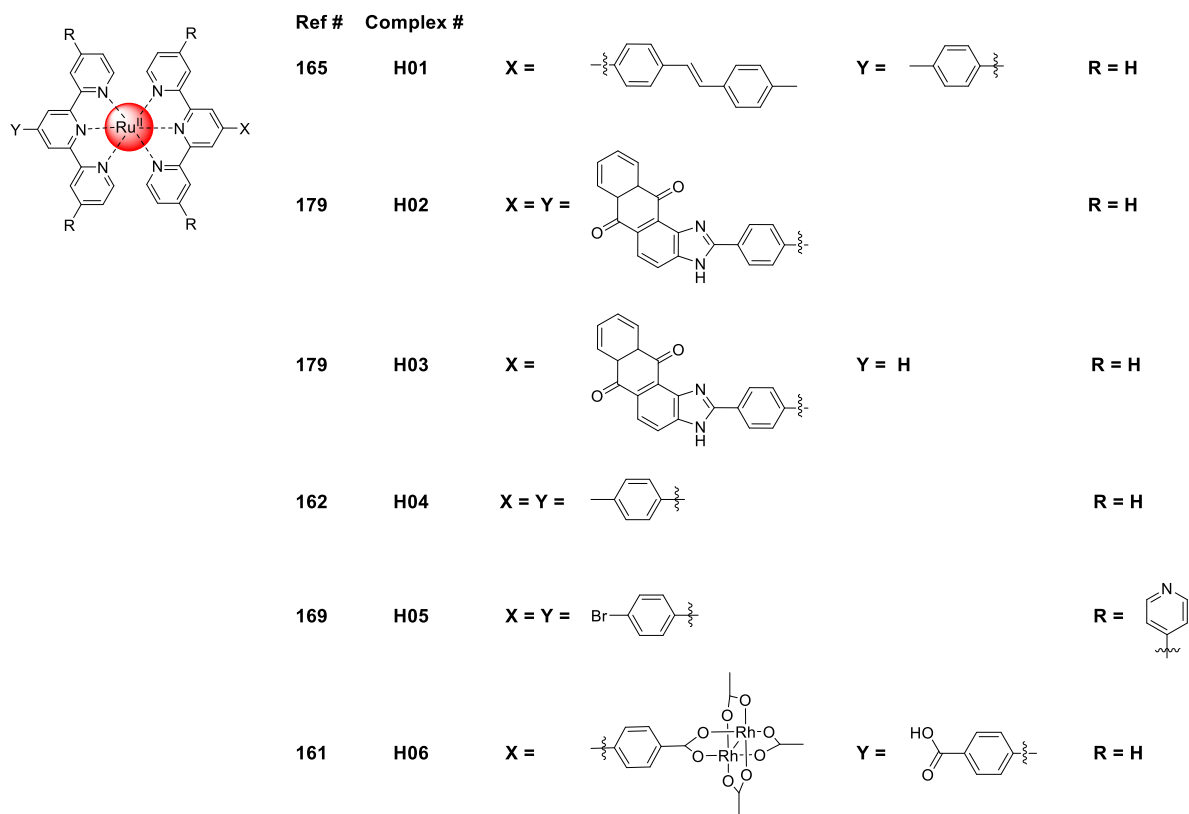 Ref # Complex #
R R
N N
Y N Ru II N X
N N
R R
165 H01 X = Y = R = H
179 H02 X = Y = O O N N H R = H
179 H03 X = O O N N H Y = H R = H
162 H04 X = Y = R = H
169 H05 X = Y = Br R = N
161 H06 X = O O O O O O O O Rh Rh Y = HO O R = H